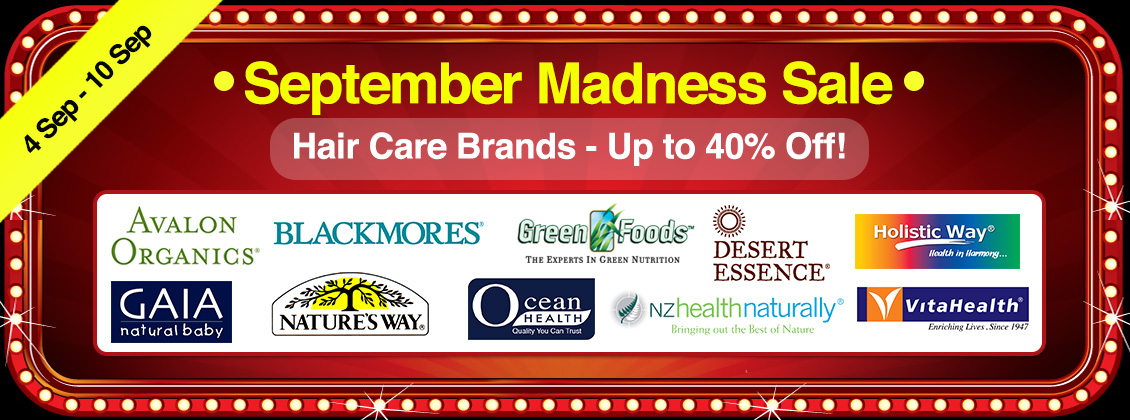 4 Sep - 10 Sep
• September Madness Sale •
Hair Care Brands - Up to 40% Off!
AVALON
ORGANICS®
BLACKMORES®
Green Foods™
THE EXPERTS IN GREEN NUTRITION
DESERT
ESSENCE®
Holistic Way®
Health in Harmony...
GAIA
natural baby
NATURE'S WAY®
Ocean
HEALTH
Quality You Can Trust
NZhealthnaturally®
Bringing out the Best of Nature
VITAHEALTH®
Enriching Lives . Since 1947